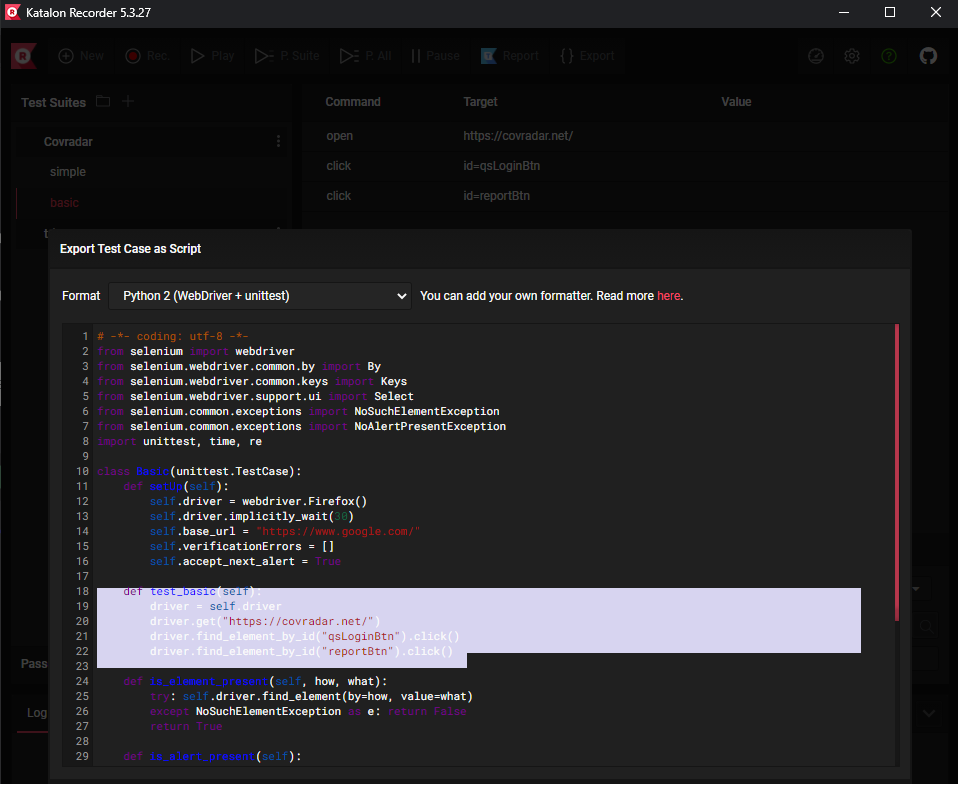 Katalon Recorder 5.3.27
New Rec. Play P. Suite P. All Pause Report Export
Test Suites
Command Target Value
Covradar
open https://covradar.net/
simple
click id=qsLoginBtn
basic
click id=reportBtn
Export Test Case as Script
Format Python 2 (WebDriver + unittest) You can add your own formatter. Read more here.
1 # -*- coding: utf-8 -*-
2 from selenium import webdriver
3 from selenium.webdriver.common.by import By
4 from selenium.webdriver.common.keys import Keys
5 from selenium.webdriver.support.ui import Select
6 from selenium.common.exceptions import NoSuchElementException
7 from selenium.common.exceptions import NoAlertPresentException
8 import unittest, time, re
9
10 class Basic(unittest.TestCase):
11 def setUp(self):
12 self.driver = webdriver.Firefox()
13 self.driver.implicitly_wait(30)
14 self.base_url = "https://www.google.com/"
15 self.verificationErrors = []
16 self.accept_next_alert = True
17
18 def test_basic(self):
19 driver = self.driver
20 driver.get("https://covradar.net/")
21 driver.find_element_by_id("qsLoginBtn").click()
22 driver.find_element_by_id("reportBtn").click()
23
24 def is_element_present(self, how, what):
25 try: self.driver.find_element(by=how, value=what)
26 except NoSuchElementException as e: return False
27 return True
28
29 def is_alert_present(self):
Pass
Log